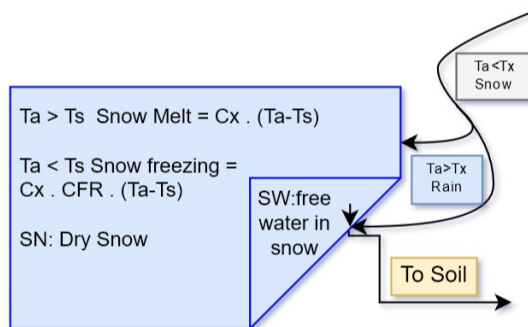 Ta<Tx
Snow
Ta > Ts  Snow Melt = Cx . (Ta-Ts)
Ta < Ts Snow freezing =
Cx . CFR . (Ta-Ts)
Ta>Tx
Rain
SN: Dry Snow
SW:free
water in
snow
To Soil